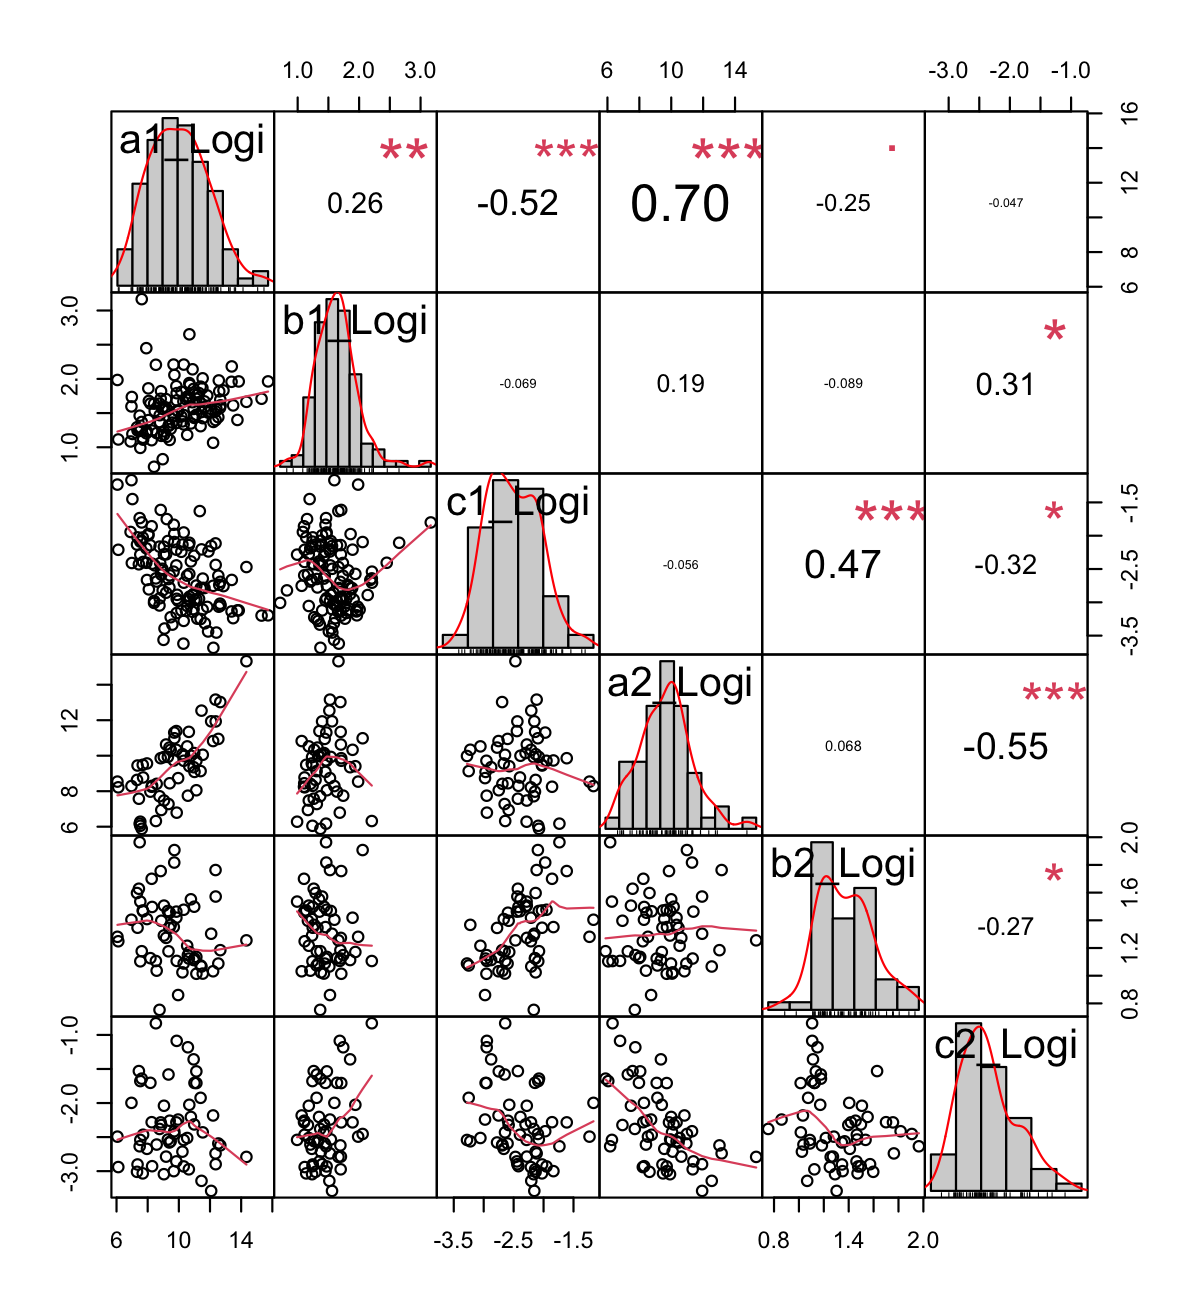 1.0 2.0 3.0 6 10 14 -3.0 -2.0 -1.0
a1_Logi ** *** *** . 16
0.26 -0.52 0.70 -0.25 -0.047 12
8
6
3.0 b1_Logi *
2.0 -0.069 0.19 -0.089 0.31
1.0
c1_Logi *** * -1.5
-0.056 0.47 -0.32 -2.5
-3.5
a2_Logi ***
12 0.068 -0.55
8
6
b2_Logi * 2.0
1.6
-0.27 1.2
0.8
-1.0 c2_Logi
-2.0
-3.0
6 10 14 -3.5 -2.5 -1.5 0.8 1.4 2.0